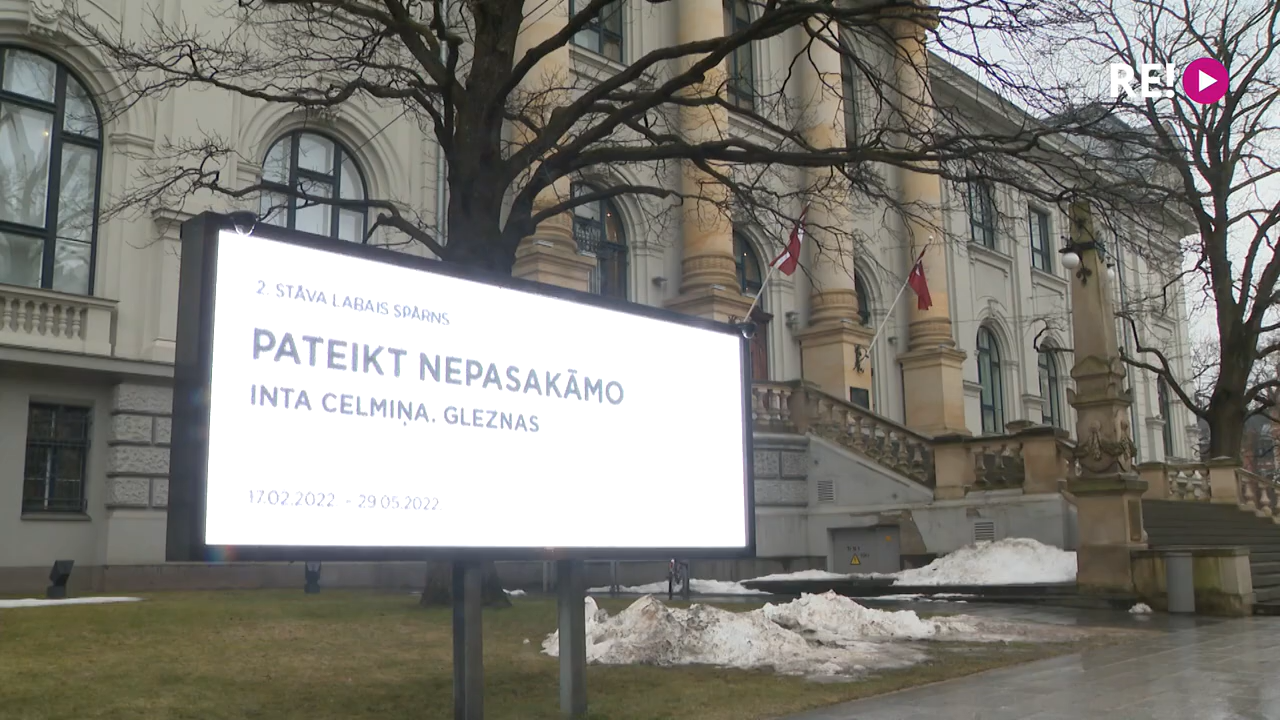 RE!
2. STĀVA LABAIS SPĀRNS
PATEIKT NEPASAKĀMO
INTA CELMIŅA. GLEZNAS
17.02.2022 - 29.05.2022